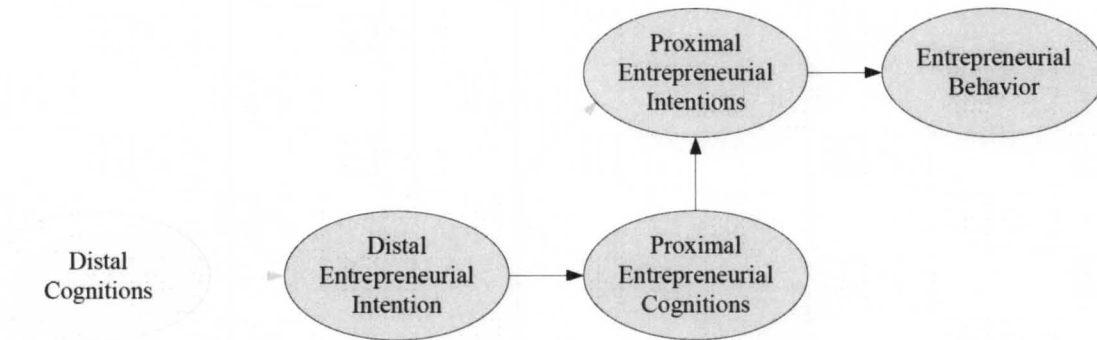 Proximal
Entrepreneurial
Intentions
Entrepreneurial
Behavior
Distal
Cognitions
Distal
Entrepreneurial
Intention
Proximal
Entrepreneurial
Cognitions